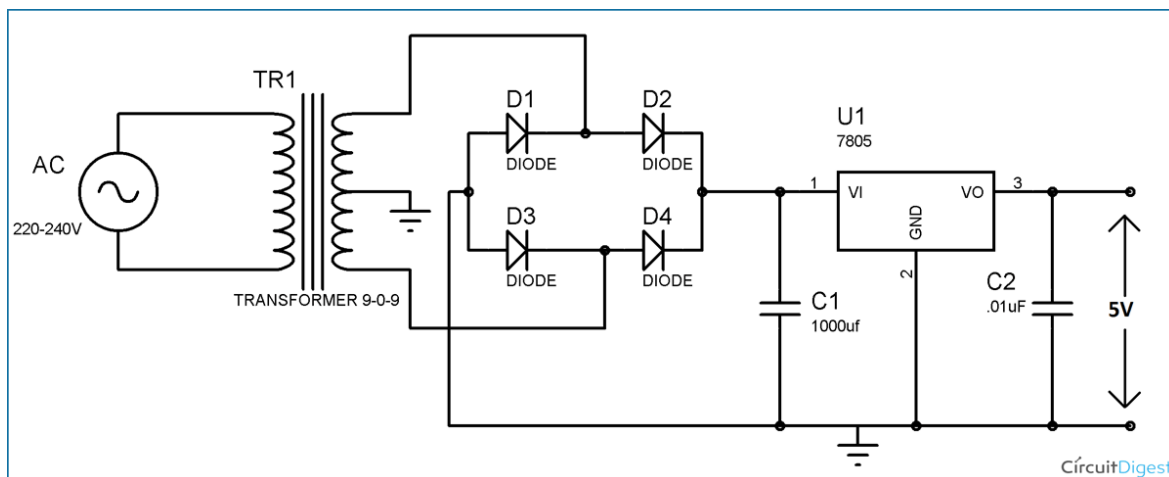 TR1
AC
220-240V
TRANSFORMER 9-0-9
D1
DIODE
D2
DIODE
D3
DIODE
D4
DIODE
C1
1000uf
U1
7805
1
VI
VO
3
GND
2
C2
.01uF
5V
CírcuitDigest